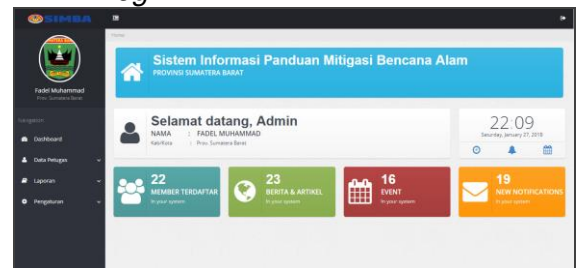 SIMBA
Home
Fadel Muhammad
Prov. Sumatera Barat
Sistem Informasi Panduan Mitigasi Bencana Alam
PROVINSI SUMATERA BARAT
Navigation
Dashboard
Data Petugas
Laporan
Pengaturan
Selamat datang, Admin
NAMA : FADEL MUHAMMAD
Kab/Kota : Prov. Sumatera Barat
22:09
Saturday, January 27, 2018
22
MEMBER TERDAFTAR
In your system
23
BERITA & ARTIKEL
In your system
16
EVENT
In your system
19
NEW NOTIFICATIONS
In your system